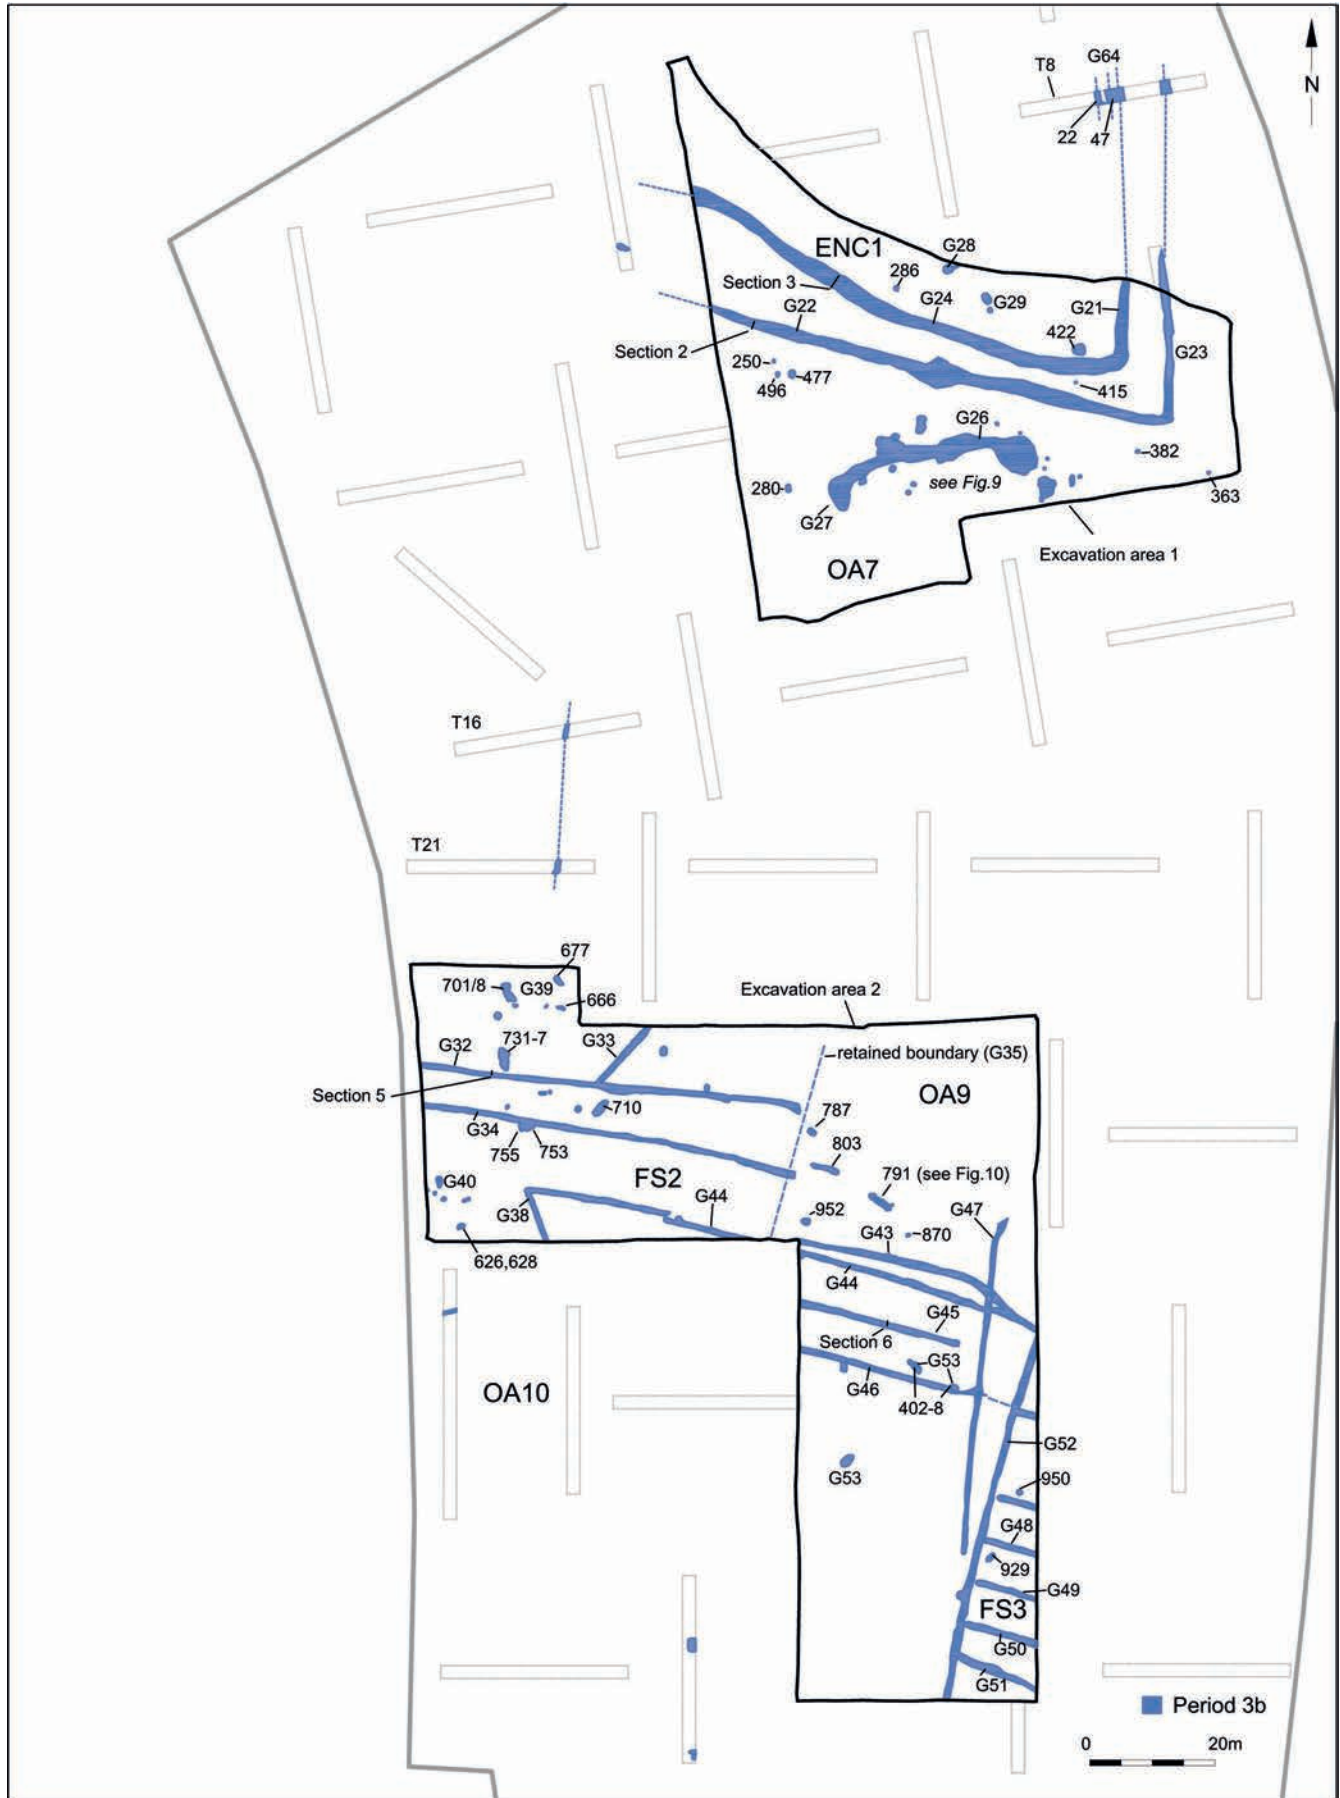 G64
T8
N
22
47
ENC1
G28
286
Section 3
G24
G29
G21
G22
422
G23
Section 2
250
477
496
415
G26
382
280
see Fig.9
363
G27
Excavation area 1
OA7
T16
T21
677
701/8
G39
666
Excavation area 2
731-7
G33
G32
retained boundary (G35)
Section 5
OA9
710
787
G34
755
753
803
FS2
791 (see Fig.10)
G40
G38
G44
952
G47
G43
870
626,628
G44
G45
Section 6
G53
G46
402-8
OA10
G52
G53
950
G48
929
G49
FS3
G50
G51
Period 3b
0
20m